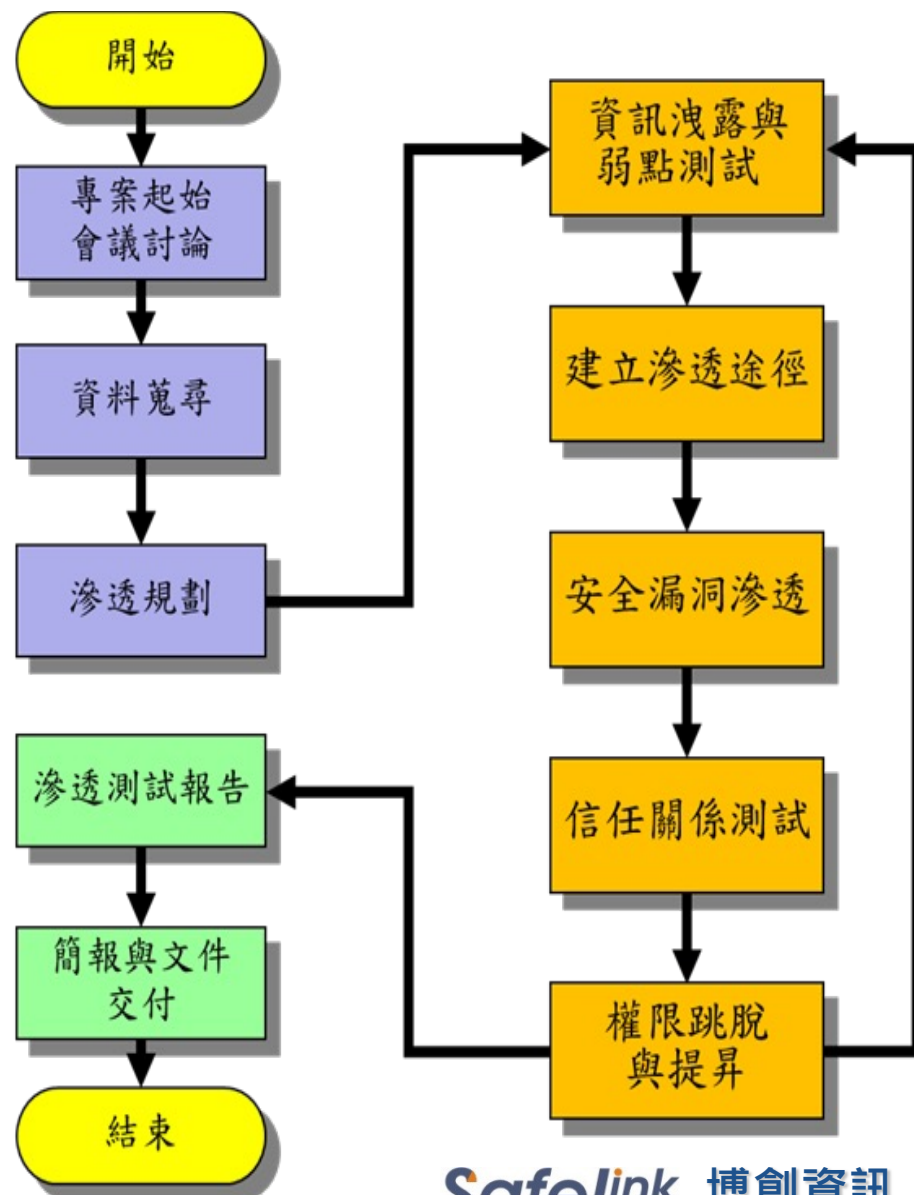 開始
專案起始
會議討論
資料蒐尋
滲透規劃
資訊洩露與
弱點測試
建立滲透途徑
安全漏洞滲透
信任關係測試
權限跳脫
與提昇
滲透測試報告
簡報與文件
交付
結束
Safelink 博創資訊